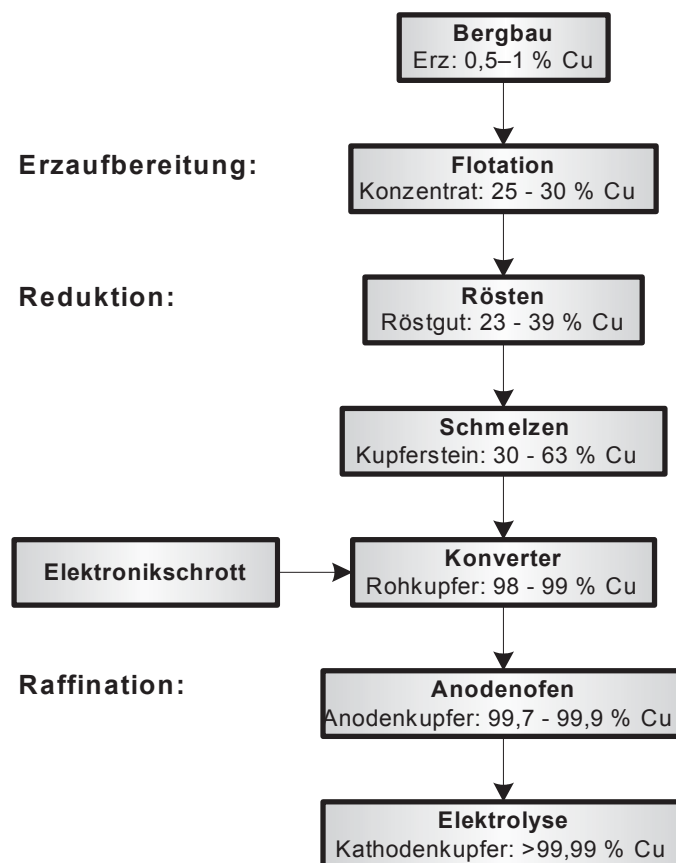 Bergbau
Erz: 0,5–1 % Cu
Erzaufbereitung:
Flotation
Konzentrat: 25 - 30 % Cu
Reduktion:
Rösten
Röstgut: 23 - 39 % Cu
Schmelzen
Kupferstein: 30 - 63 % Cu
Elektronikschrott
Konverter
Rohkupfer: 98 - 99 % Cu
Raffination:
Anodenofen
Anodenkupfer: 99,7 - 99,9 % Cu
Elektrolyse
Kathodenkupfer: >99,99 % Cu